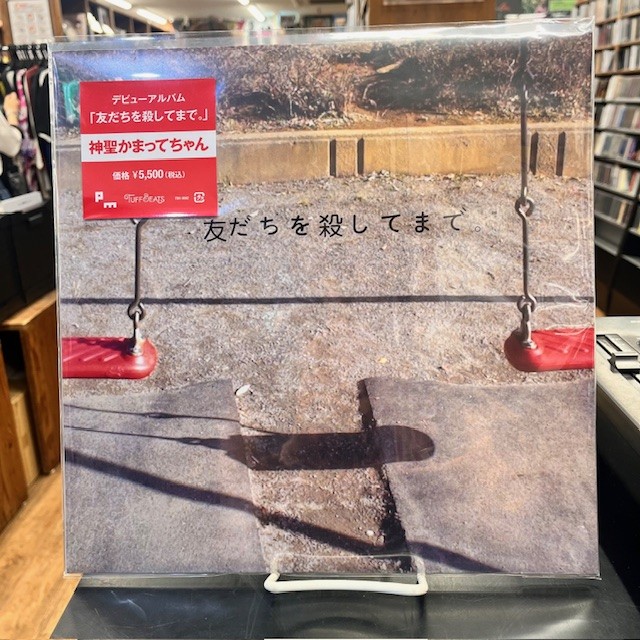 デビューアルバム
「友だちを殺してまで。」
神聖かまってちゃん
価格 ¥5,500(税込)
TUFF BEATS
友だちを殺してまで。